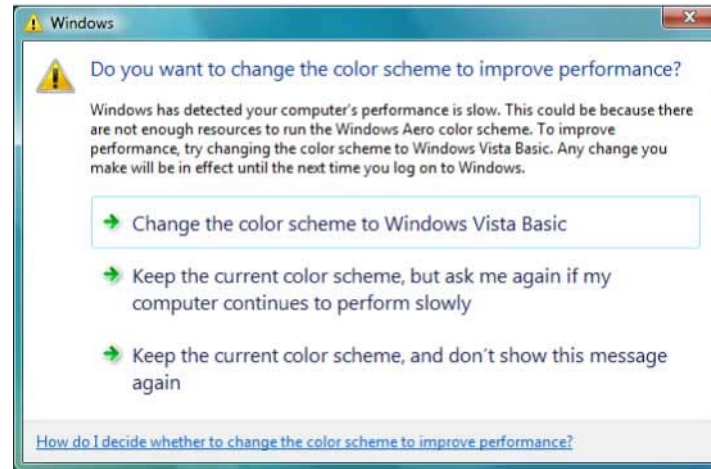 Windows
Do you want to change the color scheme to improve performance?
Windows has detected your computer's performance is slow. This could be because there
are not enough resources to run the Windows Aero color scheme. To improve
performance, try changing the color scheme to Windows Vista Basic. Any change you
make will be in effect until the next time you log on to Windows.
Change the color scheme to Windows Vista Basic
Keep the current color scheme, but ask me again if my
computer continues to perform slowly
Keep the current color scheme, and don't show this message
again
How do I decide whether to change the color scheme to improve performance?